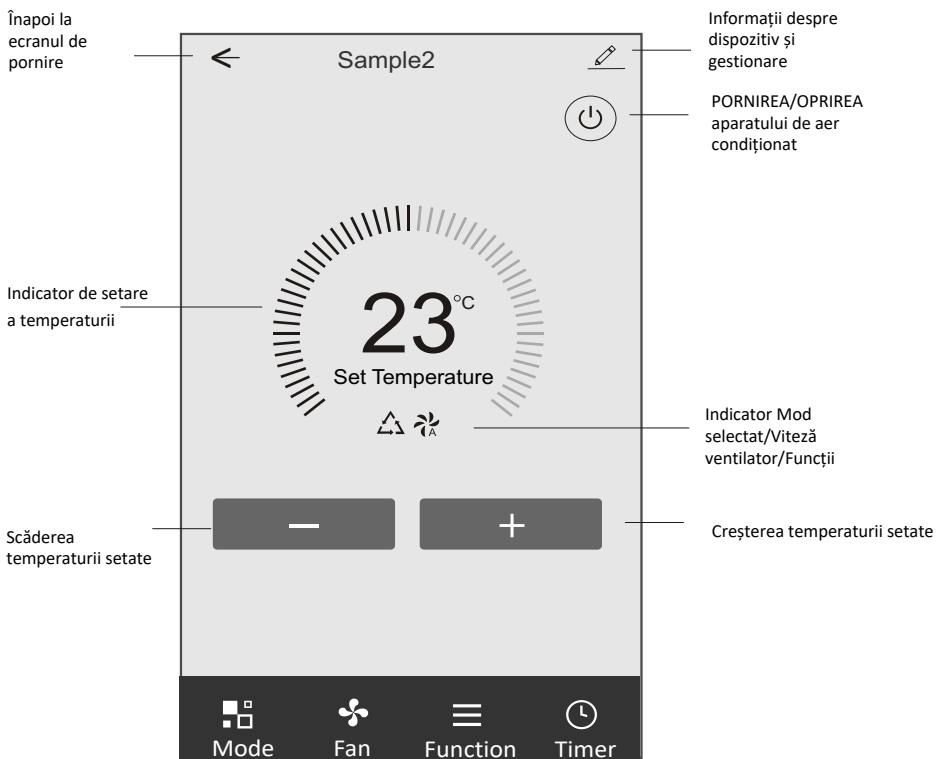 Înapoi la
ecranul de
pornire
Sample2
Informații despre
dispozitiv și
gestionare
PORNIREA/OPRIREA
aparatului de aer
condiționat
Indicator de setare
a temperaturii
23°C
Set Temperature
A
Indicator Mod
selectat/Viteză
ventilator/Funcții
Scăderea
temperaturii setate
Creșterea temperaturii setate
Mode Fan Function Timer